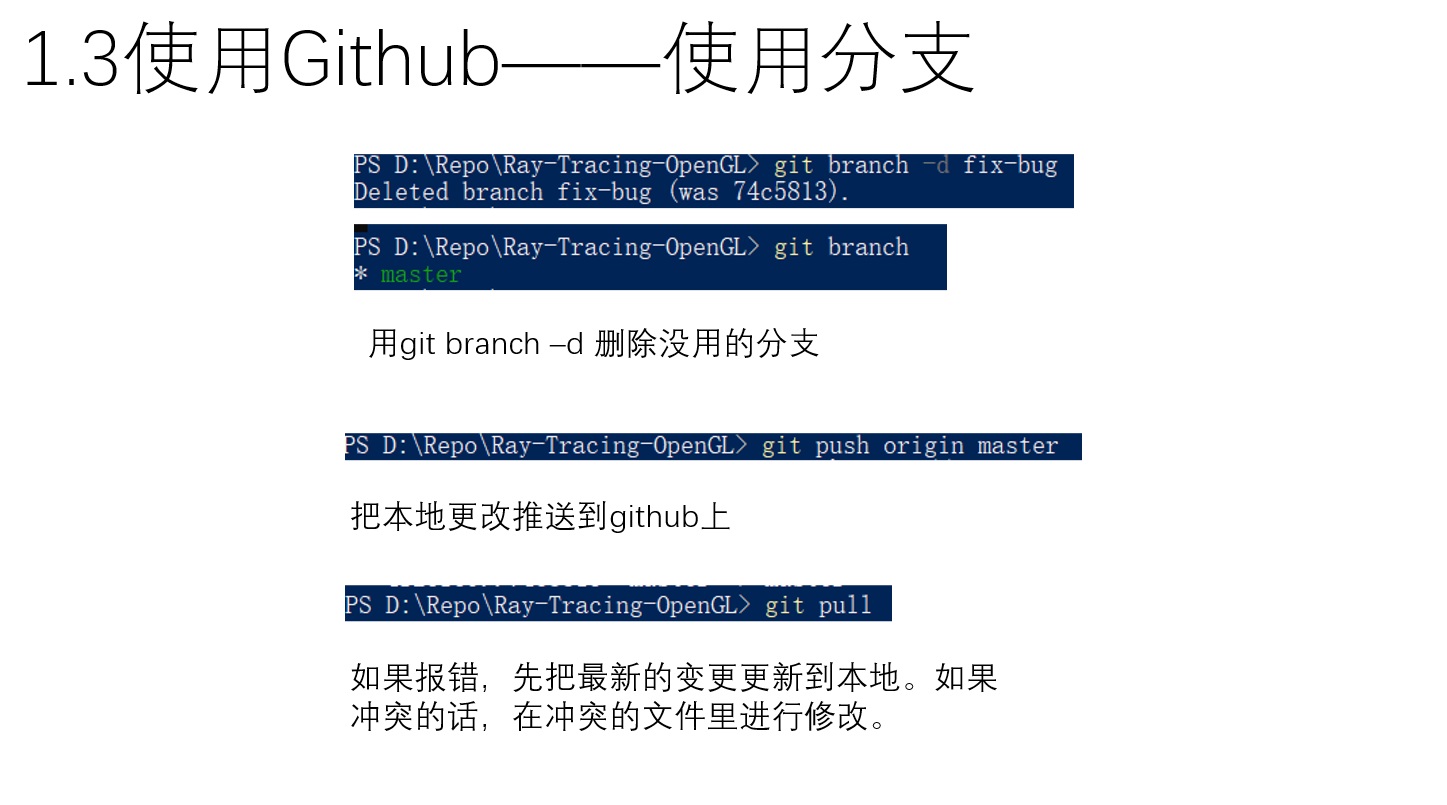 1.3使用Github——使用分支
PS D:\Repo\Ray-Tracing-OpenGL> git branch -d fix-bug
Deleted branch fix-bug (was 74c5813).
PS D:\Repo\Ray-Tracing-OpenGL> git branch
* master
用git branch –d 删除没用的分支
PS D:\Repo\Ray-Tracing-OpenGL> git push origin master
把本地更改推送到github上
PS D:\Repo\Ray-Tracing-OpenGL> git pull
如果报错，先把最新的变更更新到本地。如果
冲突的话，在冲突的文件里进行修改。